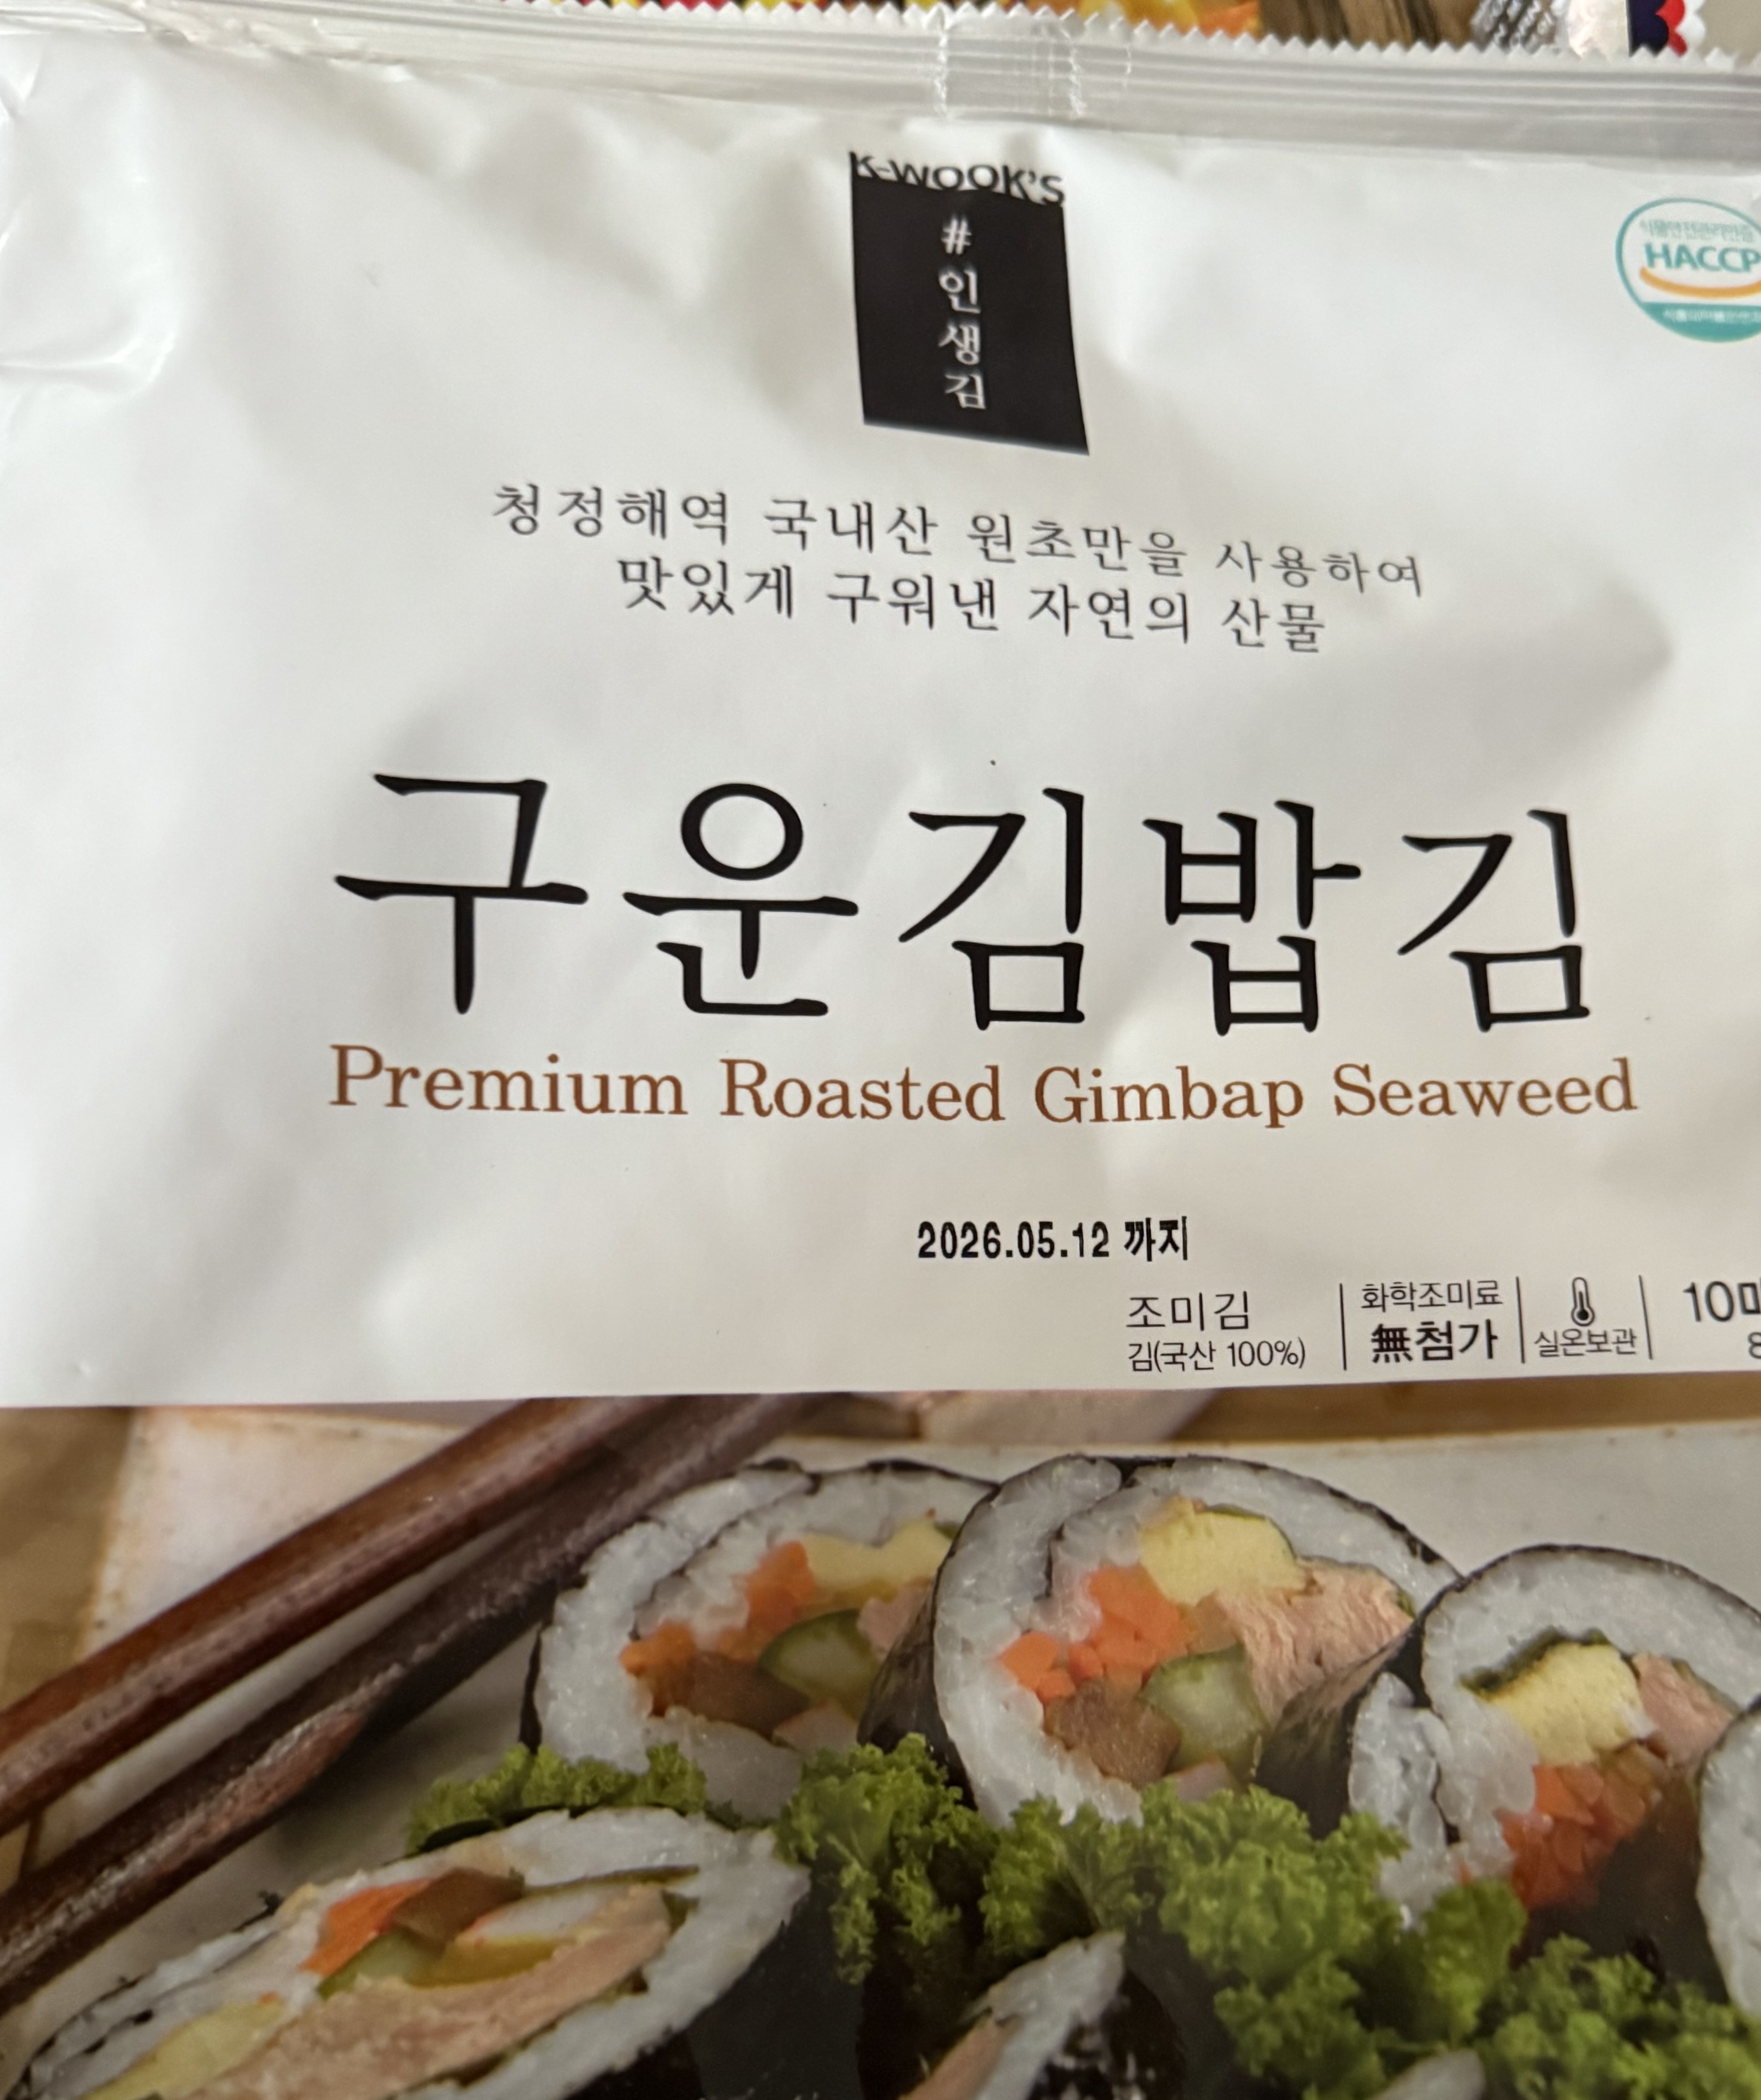 K-WOOK'S
#
인
생
김
HACCP
청정해역 국내산 원초만을 사용하여
맛있게 구워낸 자연의 산물
구운김밥김
Premium Roasted Gimbap Seaweed
2026.05.12 까지
조미김
김(국산 100%)
화학조미료
無첨가
실온보관